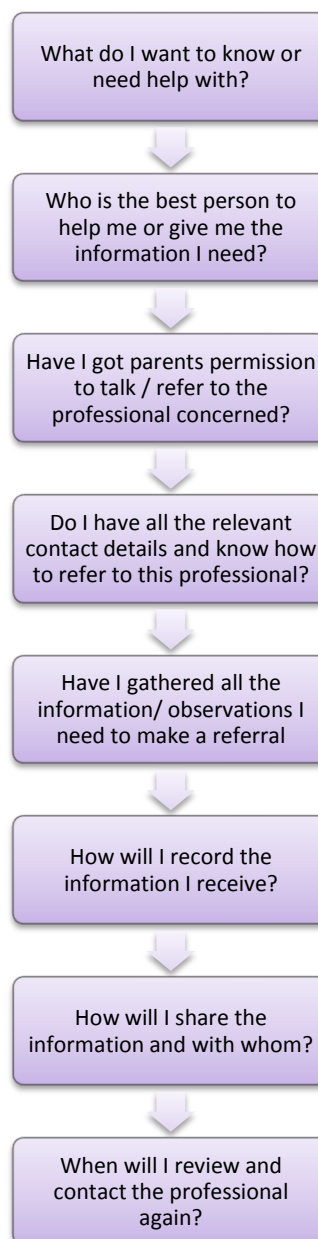 What do I want to know or
need help with?
Who is the best person to
help me or give me the
information I need?
Have I got parents permission
to talk / refer to the
professional concerned?
Do I have all the relevant
contact details and know how
to refer to this professional?
Have I gathered all the
information/ observations I
need to make a referral
How will I record the
information I receive?
How will I share the
information and with whom?
When will I review and
contact the professional
again?